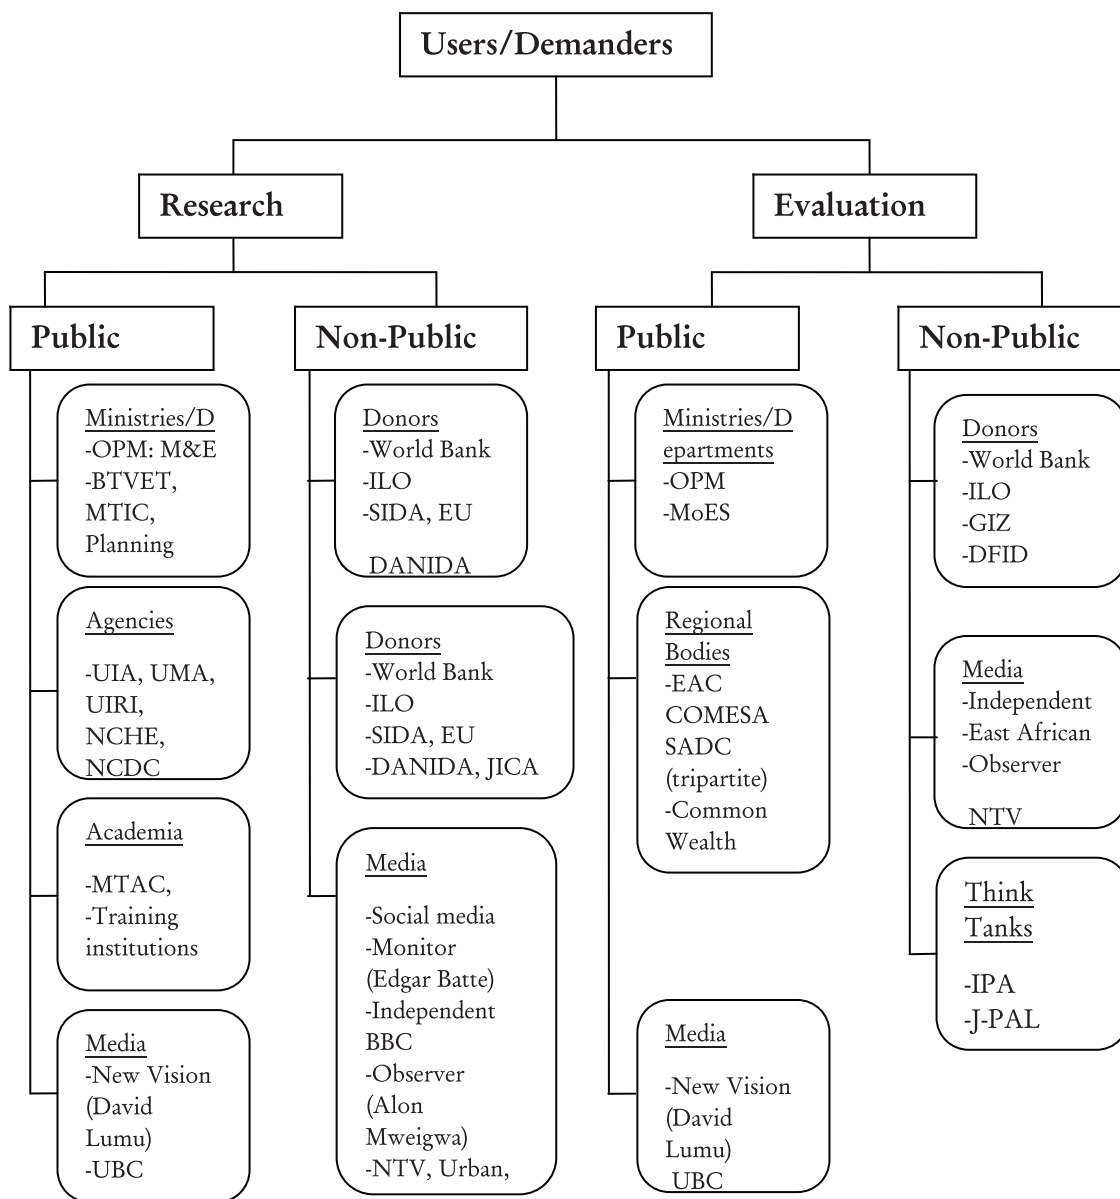 Users/Demanders
Research
Evaluation
Public
Non-Public
Public
Non-Public
Ministries/D
-OPM: M&E
-BTVET,
MTIC,
Planning
Agencies
-UIA, UMA,
UIRI,
NCHE,
NCDC
Academia
-MTAC,
-Training
institutions
Media
-New Vision
(David
Lumu)
-UBC
Donors
-World Bank
-ILO
-SIDA, EU
DANIDA
Donors
-World Bank
-ILO
-SIDA, EU
-DANIDA, JICA
Media
-Social media
-Monitor
(Edgar Batte)
-Independent
BBC
-Observer
(Alon
Mweigwa)
-NTV, Urban,
Ministries/D
epartments
-OPM
-MoES
Regional
Bodies
-EAC
COMESA
SADC
(tripartite)
-Common
Wealth
Media
-New Vision
(David
Lumu)
UBC
Donors
-World Bank
-ILO
-GIZ
-DFID
Media
-Independent
-East African
-Observer
NTV
Think
Tanks
-IPA
-J-PAL